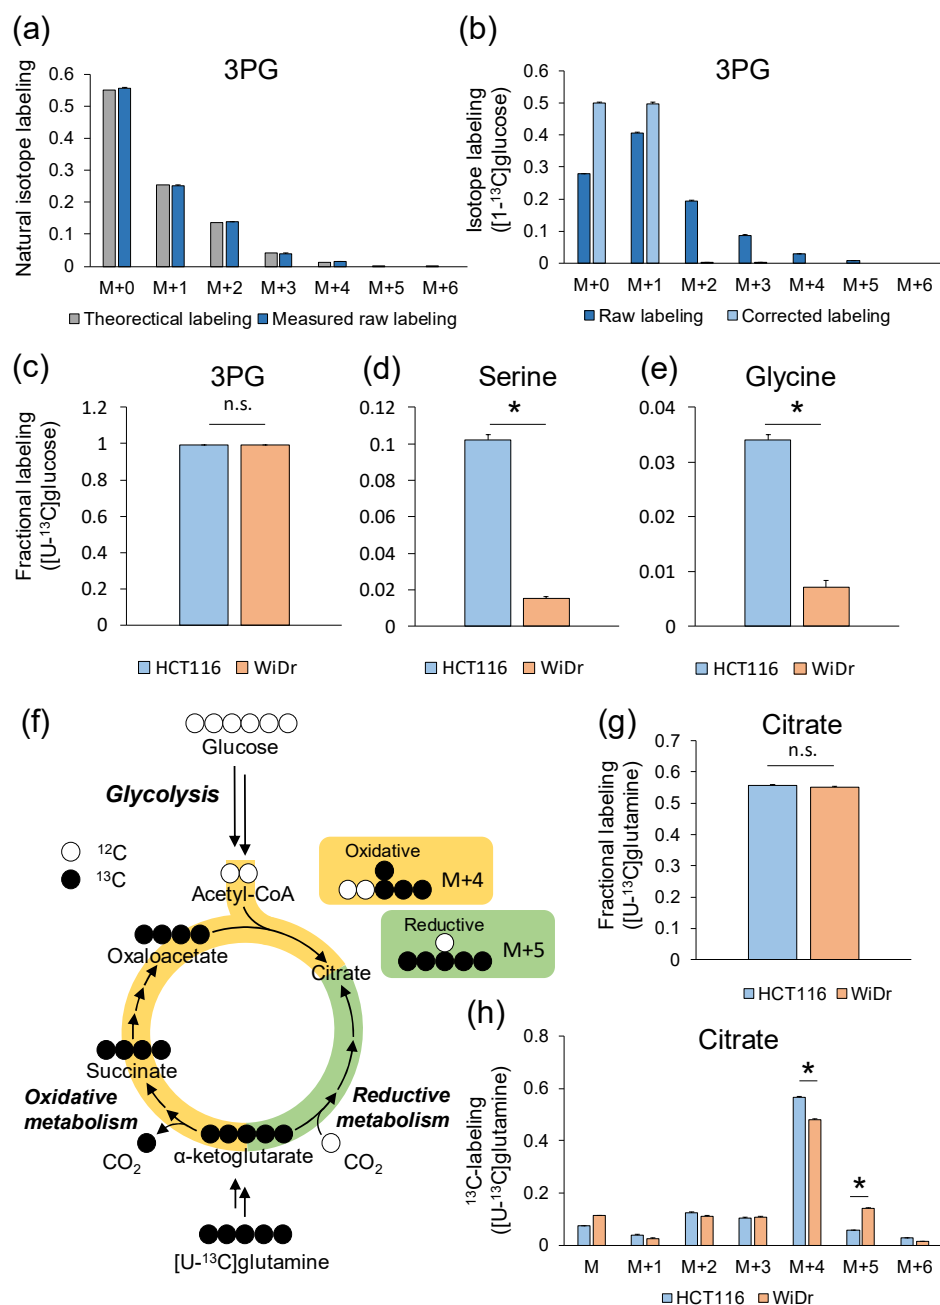 (a)
3PG
Natural isotope labeling
0.6
0.5
0.4
0.3
0.2
0.1
0
M+0 M+1 M+2 M+3 M+4 M+5 M+6
Theorectical labeling Measured raw labeling
(b)
3PG
Isotope labeling
([1-¹³C]glucose)
0.6
0.5
0.4
0.3
0.2
0.1
0
M+0 M+1 M+2 M+3 M+4 M+5 M+6
Raw labeling Corrected labeling
(c)
3PG
Fractional labeling
([U-¹³C]glucose)
n.s.
1.2
1
0.8
0.6
0.4
0.2
0
HCT116 WiDr
(d)
Serine
*
0.12
0.1
0.08
0.06
0.04
0.02
0
HCT116 WiDr
(e)
Glycine
*
0.04
0.03
0.02
0.01
0
HCT116 WiDr
(f)
Glucose
Glycolysis
¹²C
¹³C
Acetyl-CoA
Oxidative
M+4
Reductive
M+5
Oxaloacetate
Citrate
Succinate
Oxidative
metabolism
Reductive
metabolism
CO₂
α-ketoglutarate
CO₂
[U-¹³C]glutamine
(g)
Citrate
Fractional labeling
([U-¹³C]glutamine)
n.s.
0.7
0.6
0.5
0.4
0.3
0.2
0.1
0
HCT116 WiDr
(h)
Citrate
¹³C-labeling
([U-¹³C]glutamine)
*
*
0.8
0.6
0.4
0.2
0
M M+1 M+2 M+3 M+4 M+5 M+6
HCT116 WiDr